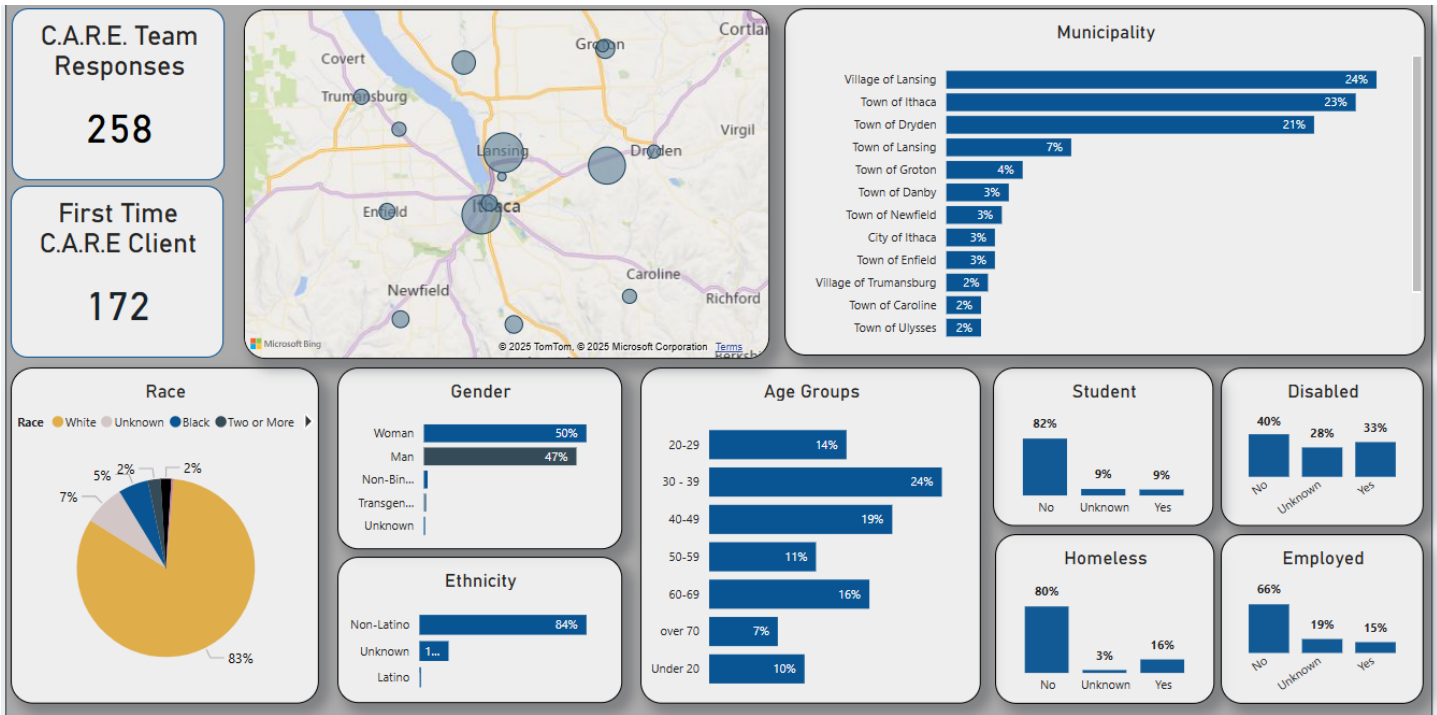 C.A.R.E. Team
Responses
258
First Time
C.A.R.E Client
172
Cortlan
Groton
Covert
Trumansburg
Virgil
Lansing
Dryden
Enfield
Ithaca
Caroline
Newfield
Richford
Microsoft Bing
© 2025 TomTom, © 2025 Microsoft Corporation Terms
Municipality
Village of Lansing 24%
Town of Ithaca 23%
Town of Dryden 21%
Town of Lansing 7%
Town of Groton 4%
Town of Danby 3%
Town of Newfield 3%
City of Ithaca 3%
Town of Enfield 3%
Village of Trumansburg 2%
Town of Caroline 2%
Town of Ulysses 2%
Race
Race White Unknown Black Two or More
2%
2%
5%
7%
83%
Gender
Woman 50%
Man 47%
Non-Bin...
Transgen...
Unknown
Ethnicity
Non-Latino 84%
Unknown 1...
Latino
Age Groups
20-29 14%
30 - 39 24%
40-49 19%
50-59 11%
60-69 16%
over 70 7%
Under 20 10%
Student
82% 9% 9%
No Unknown Yes
Disabled
40% 28% 33%
No Unknown Yes
Homeless
80% 3% 16%
No Unknown Yes
Employed
66% 19% 15%
No Unknown Yes